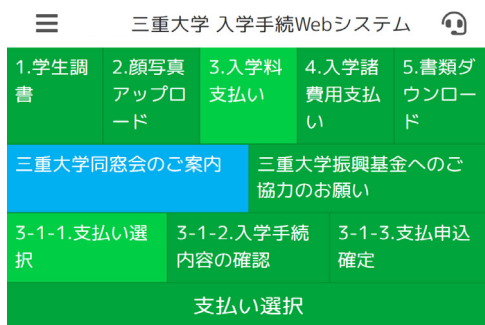 三重大学 入学手続Webシステム
1.学生調
書
2.顔写真
アップロ
ード
3.入学料
支払い
4.入学諸
費用支払
い
5.書類ダ
ウンロー
ド
三重大学同窓会のご案内
三重大学振興基金へのご
協力のお願い
3-1-1.支払い選
択
3-1-2.入学手続
内容の確認
3-1-3.支払申込
確定
支払い選択